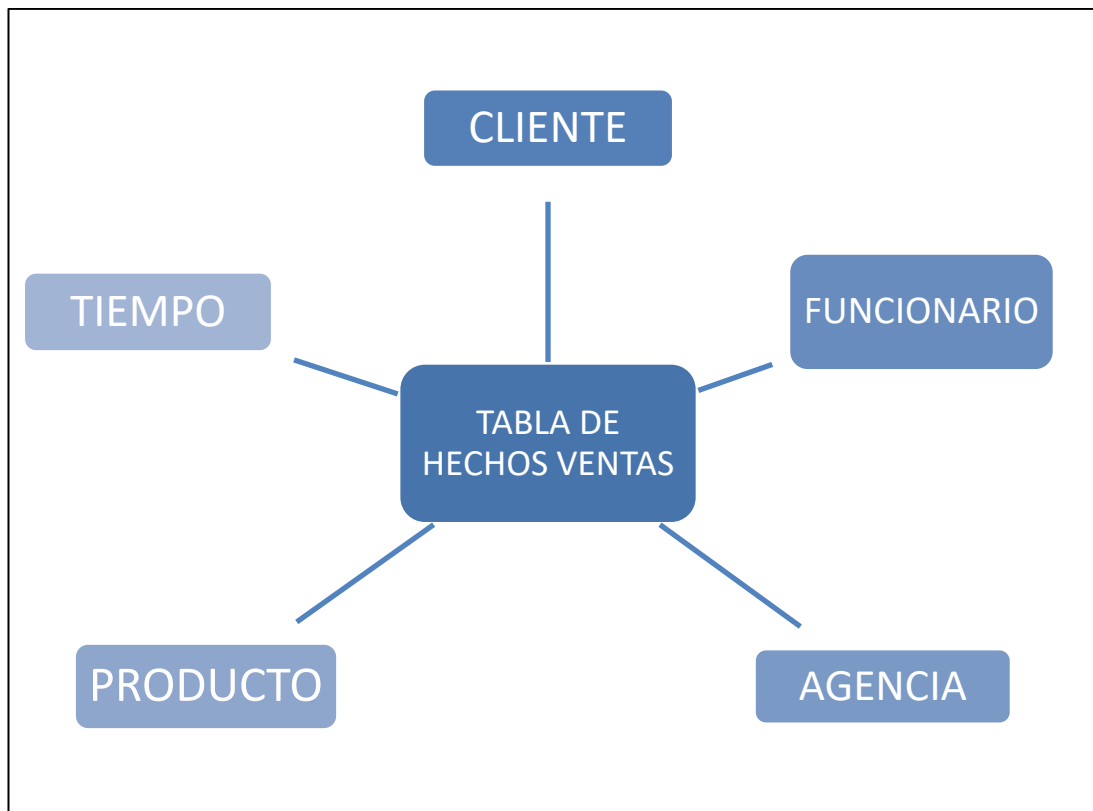 CLIENTE
TIEMPO
FUNCIONARIO
TABLA DE
HECHOS VENTAS
PRODUCTO
AGENCIA